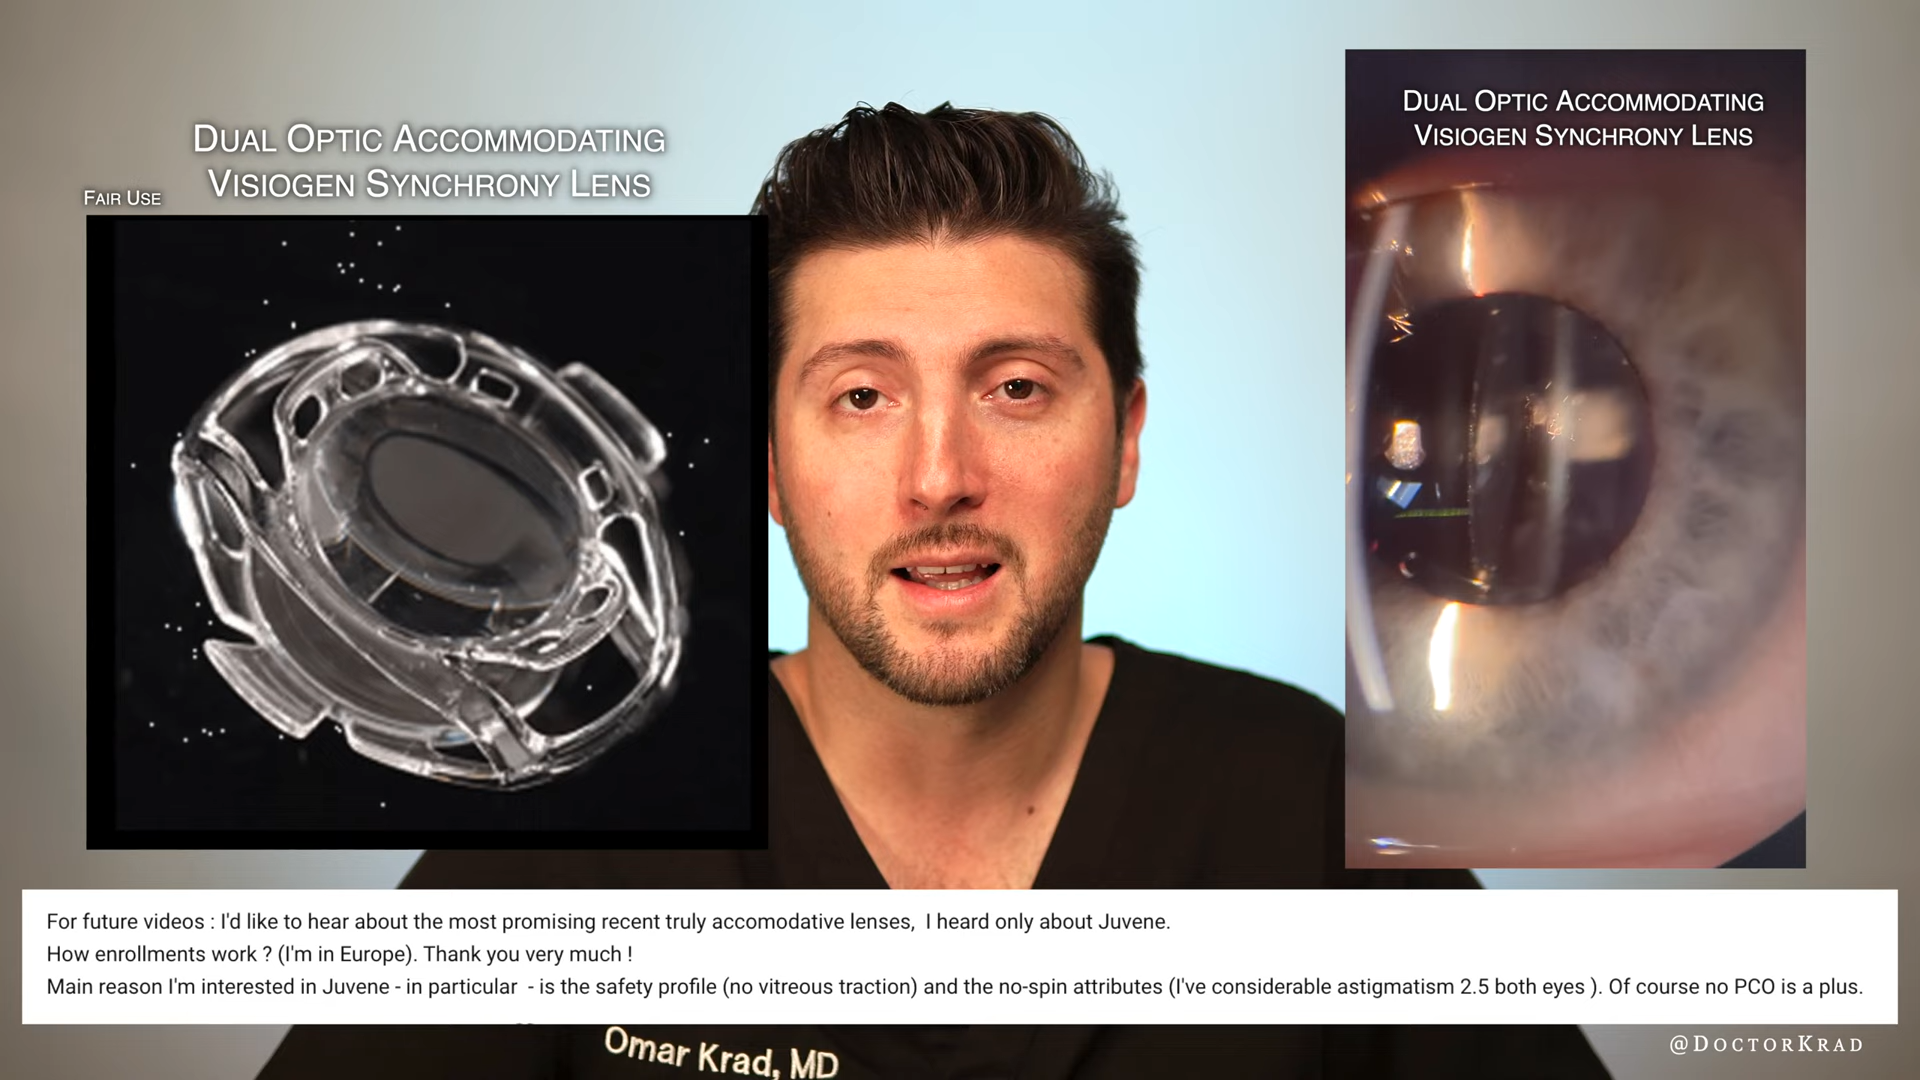 DUAL OPTIC ACCOMMODATING
VISIOGEN SYNCHRONY LENS
FAIR USE
DUAL OPTIC ACCOMMODATING
VISIOGEN SYNCHRONY LENS
For future videos : I'd like to hear about the most promising recent truly accomodative lenses,  I heard only about Juvene.
How enrollments work ? (I'm in Europe). Thank you very much !
Main reason I'm interested in Juvene - in particular  - is the safety profile (no vitreous traction) and the no-spin attributes (I've considerable astigmatism 2.5 both eyes ). Of course no PCO is a plus.
Omar Krad, MD
@DOCTORKRAD